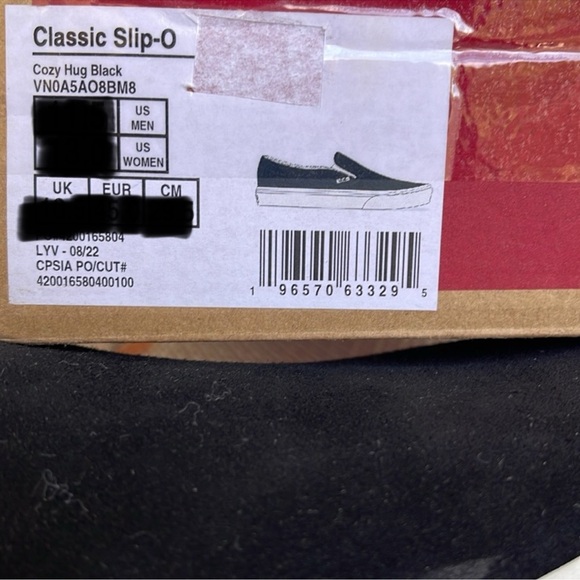 Classic Slip-O
Cozy Hug Black
VN0A5AO8BM8
US
MEN
US
WOMEN
UK EUR CM
LYV - 08/22
CPSIA PO/CUT#
420016580400100
1 96570 63329 5